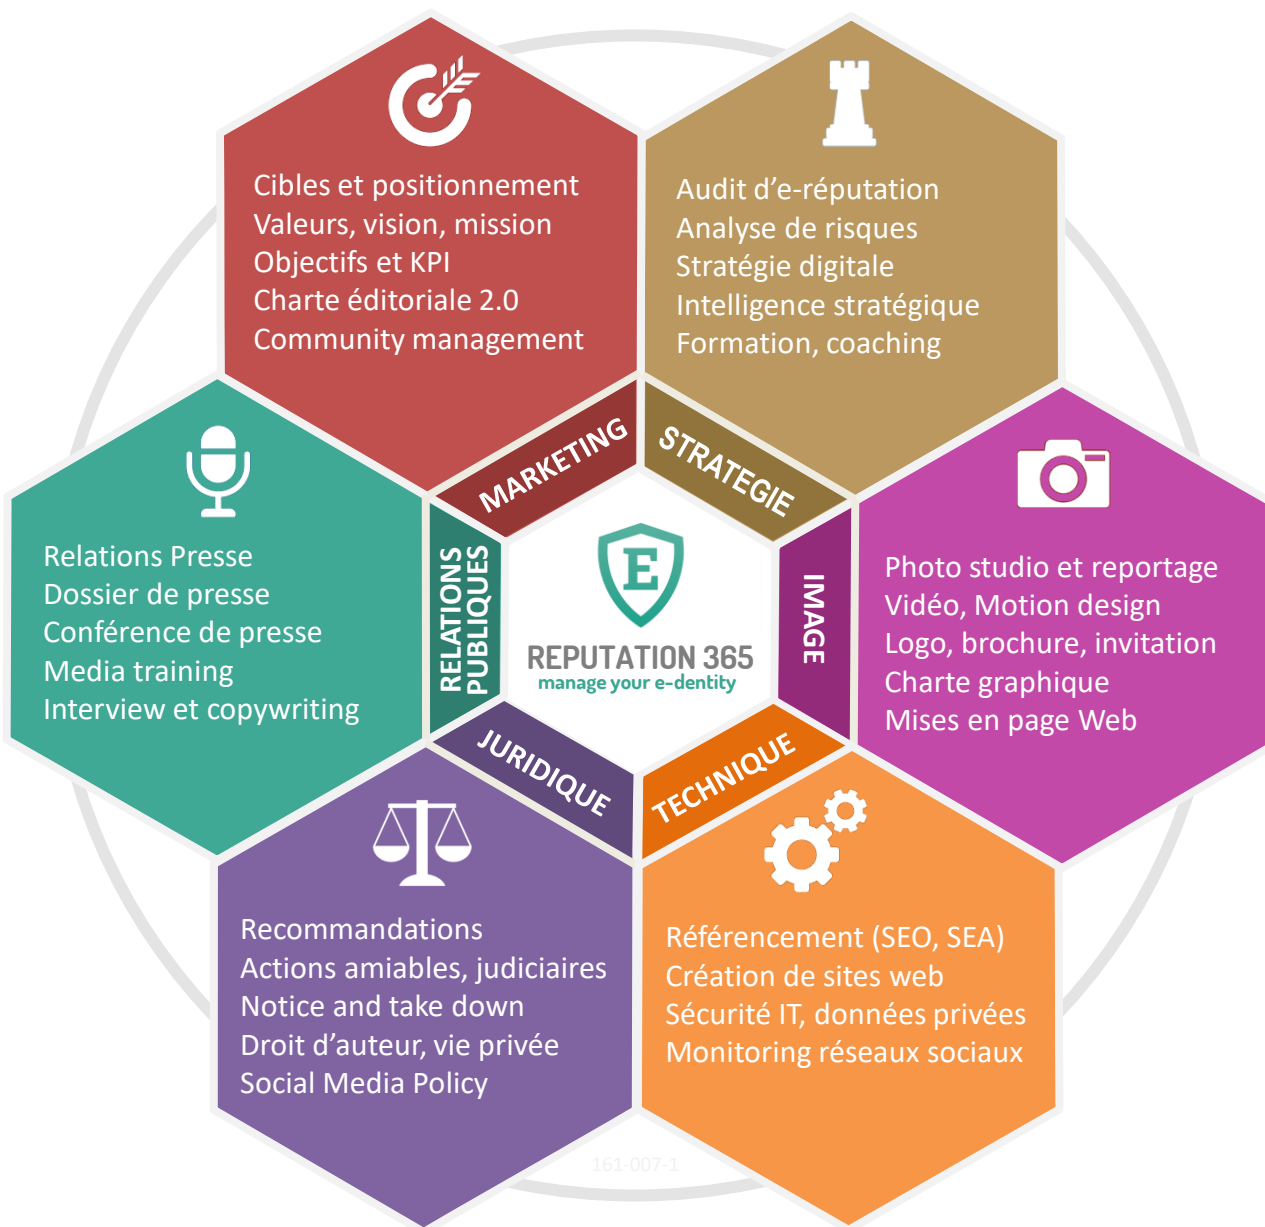 Cibles et positionnement
Valeurs, vision, mission
Objectifs et KPI
Charte éditoriale 2.0
Community management
MARKETING
Audit d’e-réputation
Analyse de risques
Stratégie digitale
Intelligence stratégique
Formation, coaching
STRATEGIE
Relations Presse
Dossier de presse
Conférence de presse
Media training
Interview et copywriting
RELATIONS
PUBLIQUES
E
REPUTATION 365
manage your e-dentity
IMAGE
Photo studio et reportage
Vidéo, Motion design
Logo, brochure, invitation
Charte graphique
Mises en page Web
JURIDIQUE
Recommandations
Actions amiables, judiciaires
Notice and take down
Droit d’auteur, vie privée
Social Media Policy
TECHNIQUE
Référencement (SEO, SEA)
Création de sites web
Sécurité IT, données privées
Monitoring réseaux sociaux
161-007-1